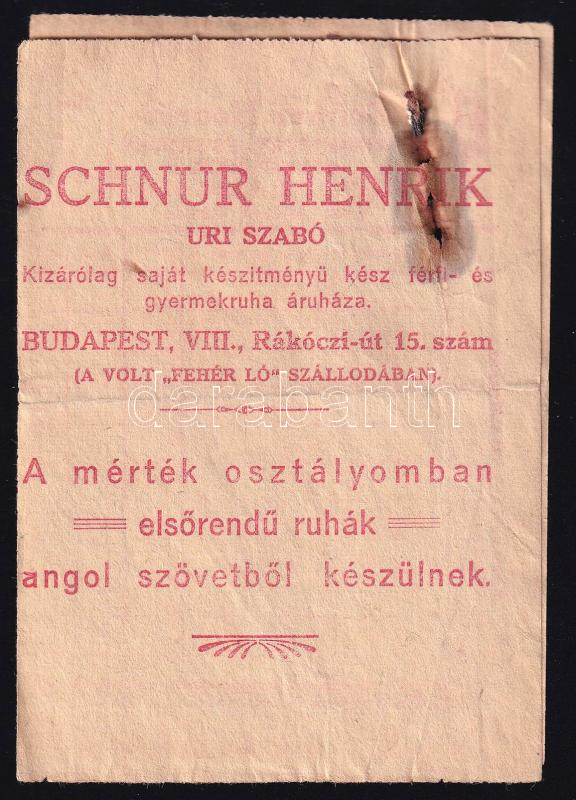 SCHNUR HENRIK
URI SZABÓ
Kizárólag saját készitményü kész férfi- és
gyermekruha áruháza.
BUDAPEST, VIII., Rákóczi-út 15. szám
(A VOLT „FEHÉR LÓ“ SZÁLLODÁBAN).
darabanth
A mérték osztályomban
elsőrendű ruhák
angol szövetből készülnek.